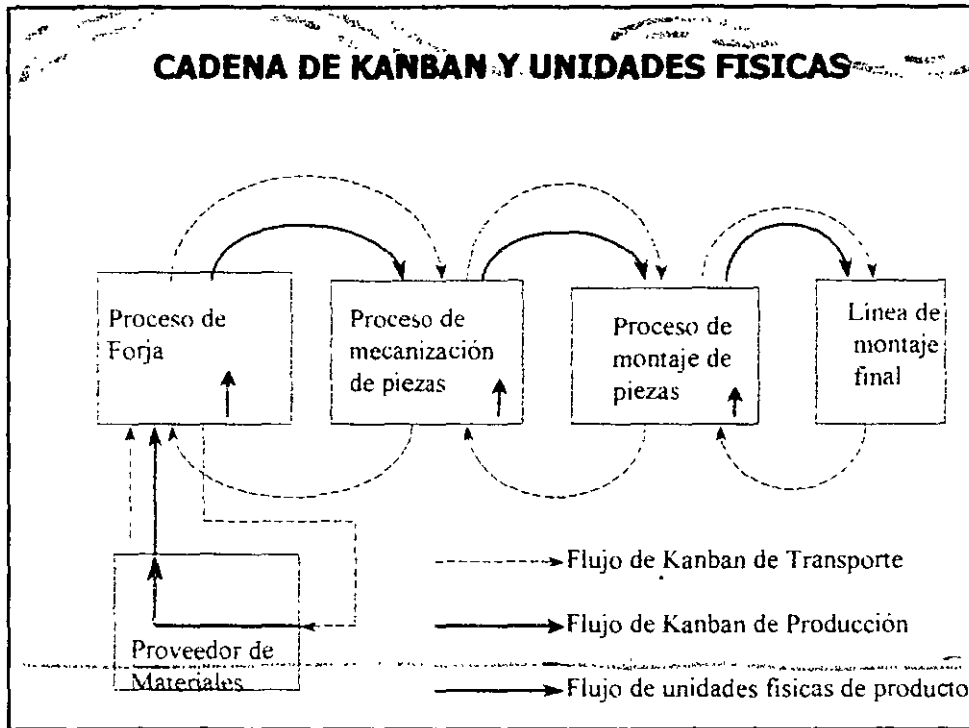 CADENA DE KANBAN Y UNIDADES FISICAS
Proceso de
Forja
Proceso de
mecanización
de piezas
Proceso de
montaje de
piezas
Línea de
montaje
final
Proveedor de
Materiales
Flujo de Kanban de Transporte
Flujo de Kanban de Producción
Flujo de unidades fisicas de producto